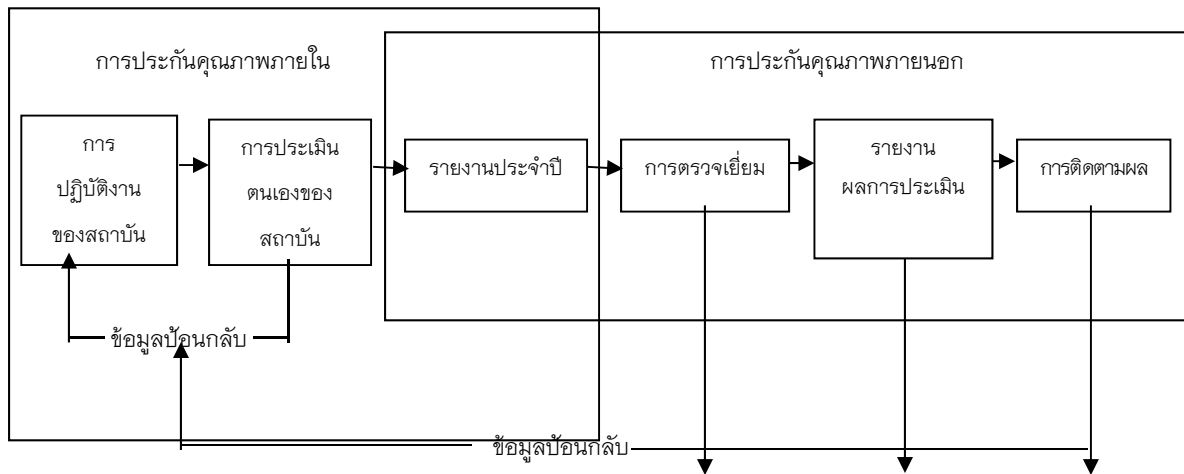 การประกันคุณภาพภายใน
การประกันคุณภาพภายนอก
การ
ปฏิบัติงาน
ของสถาบัน
การประเมิน
ตนเองของ
สถาบัน
รายงานประจำปี
การตรวจเยี่ยม
รายงาน
ผลการประเมิน
การติดตามผล
ข้อมูลป้อนกลับ
ข้อมูลป้อนกลับ